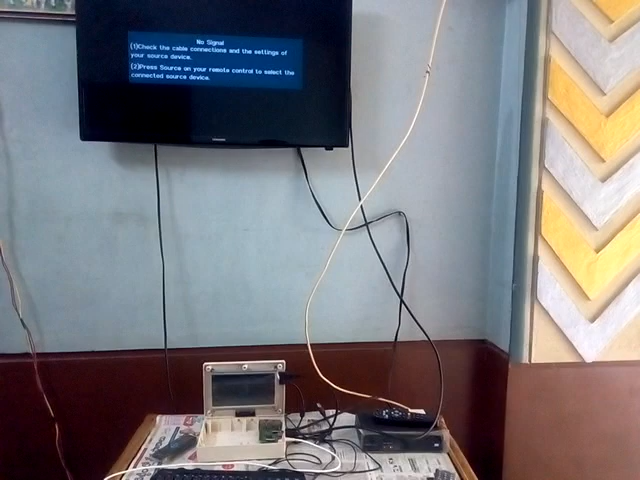 No Signal
(1)Check the cable connections and the settings of
your source device.
(2)Press Source on your remote control to select the
connected source device.